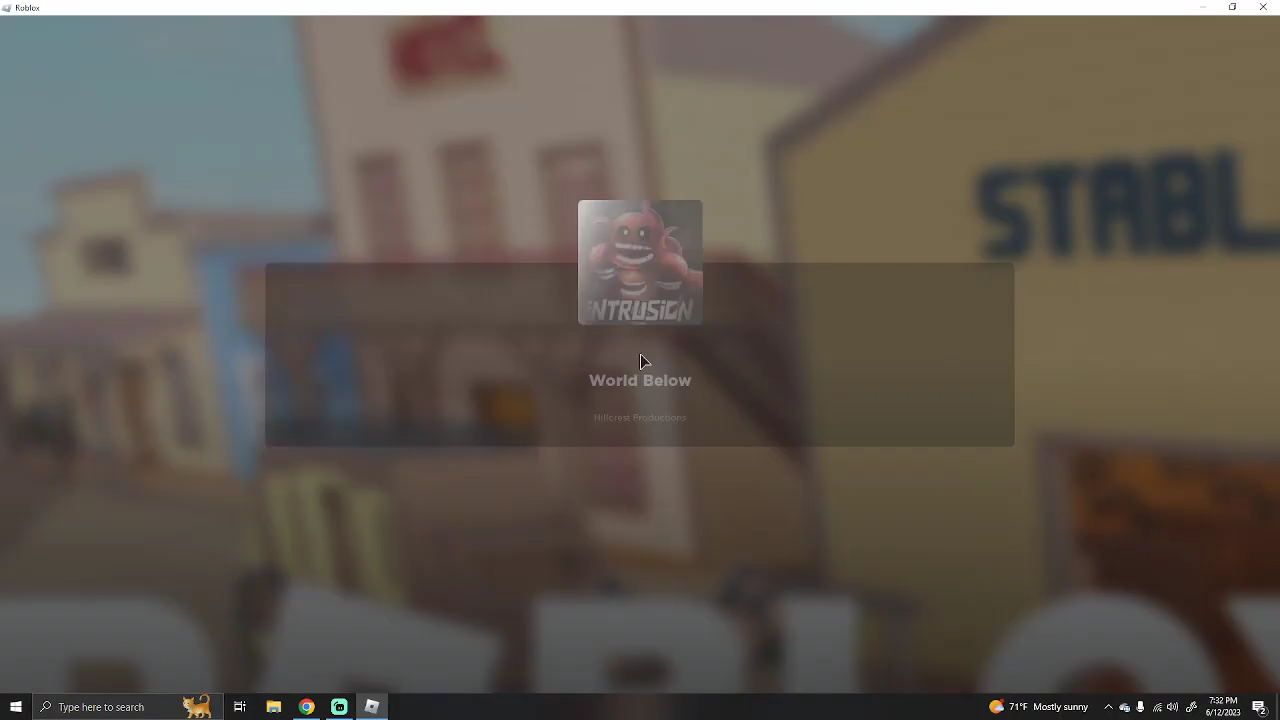 Roblox
STABL
INTRUSION
World Below
Hillcrest Productions
Type here to search
71°F Mostly sunny
7:32 PM
6/12/2023
2